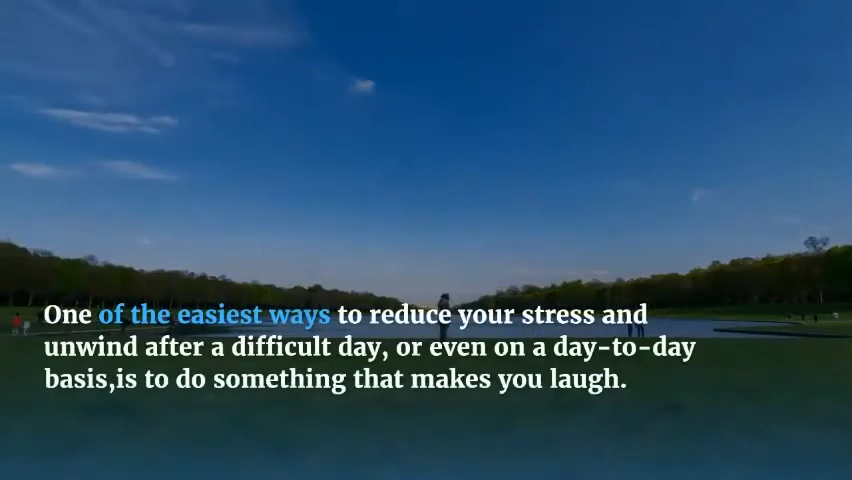 One of the easiest ways to reduce your stress and
unwind after a difficult day, or even on a day-to-day
basis,is to do something that makes you laugh.